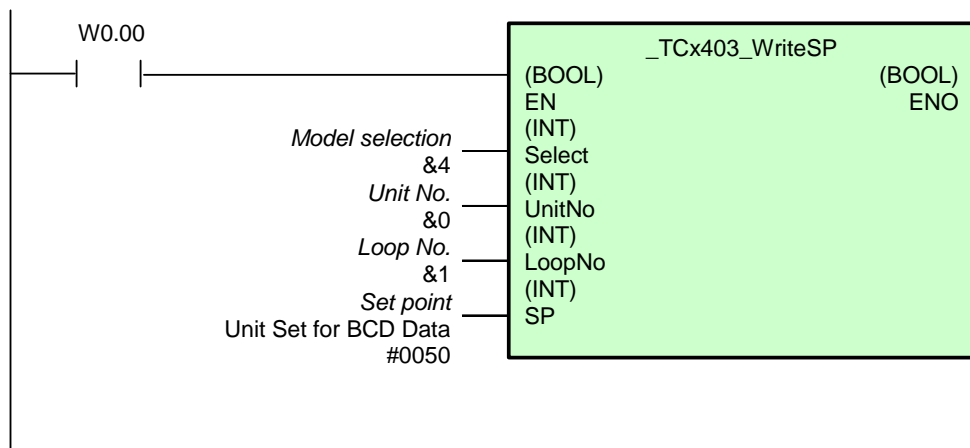 W0.00
_TCx403_WriteSP
(BOOL) (BOOL)
EN ENO
(INT)
Model selection
Select
&4
(INT)
Unit No.
UnitNo
&0
(INT)
Loop No.
LoopNo
&1
(INT)
Set point
SP
Unit Set for BCD Data
#0050